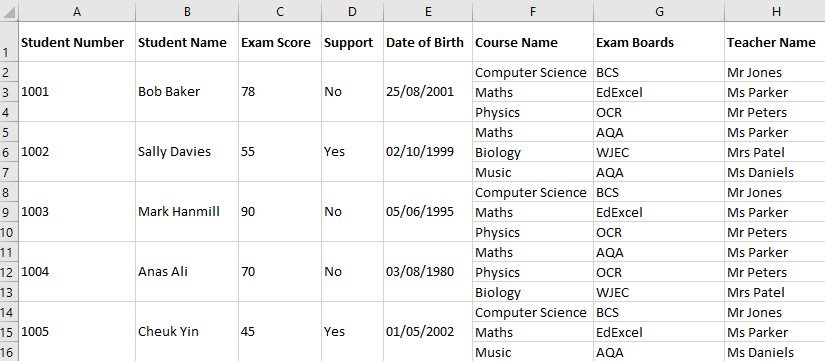 A B C D E F G H
1 Student Number Student Name Exam Score Support Date of Birth Course Name Exam Boards Teacher Name
2 Computer Science BCS Mr Jones
3 1001 Bob Baker 78 No 25/08/2001 Maths EdExcel Ms Parker
4 Physics OCR Mr Peters
5 Maths AQA Ms Parker
6 1002 Sally Davies 55 Yes 02/10/1999 Biology WJEC Mrs Patel
7 Music AQA Ms Daniels
8 Computer Science BCS Mr Jones
9 1003 Mark Hanmill 90 No 05/06/1995 Maths EdExcel Ms Parker
10 Physics OCR Mr Peters
11 Maths AQA Ms Parker
12 1004 Anas Ali 70 No 03/08/1980 Physics OCR Mr Peters
13 Biology WJEC Mrs Patel
14 Computer Science BCS Mr Jones
15 1005 Cheuk Yin 45 Yes 01/05/2002 Maths EdExcel Ms Parker
16 Music AQA Ms Daniels